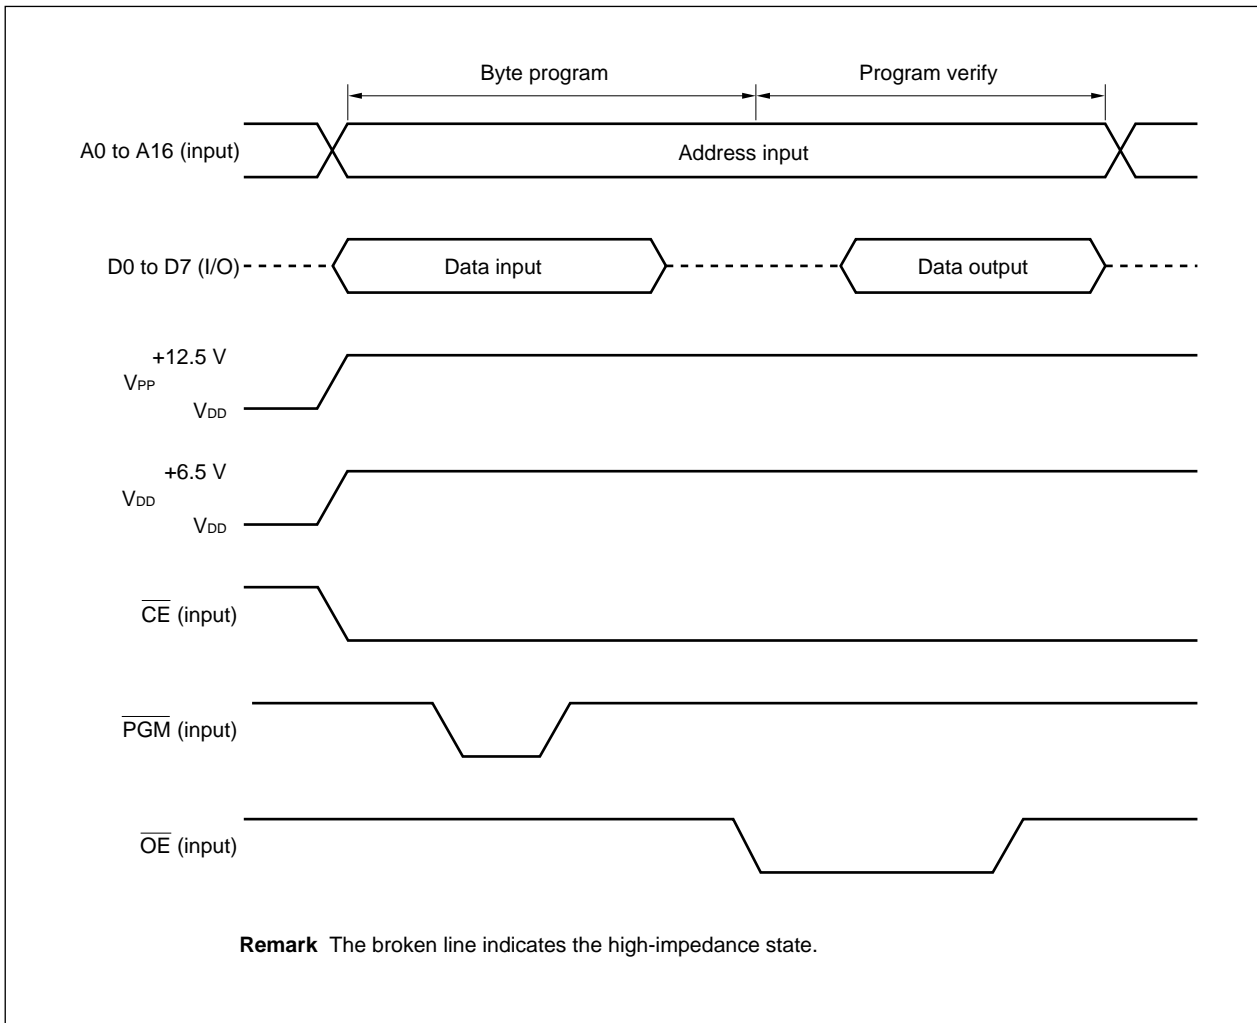 Byte program
Program verify
A0 to A16 (input)
Address input
D0 to D7 (I/O)
Data input
Data output
+12.5 V
VPP
VDD
+6.5 V
VDD
VDD
CE (input)
PGM (input)
OE (input)
Remark The broken line indicates the high-impedance state.